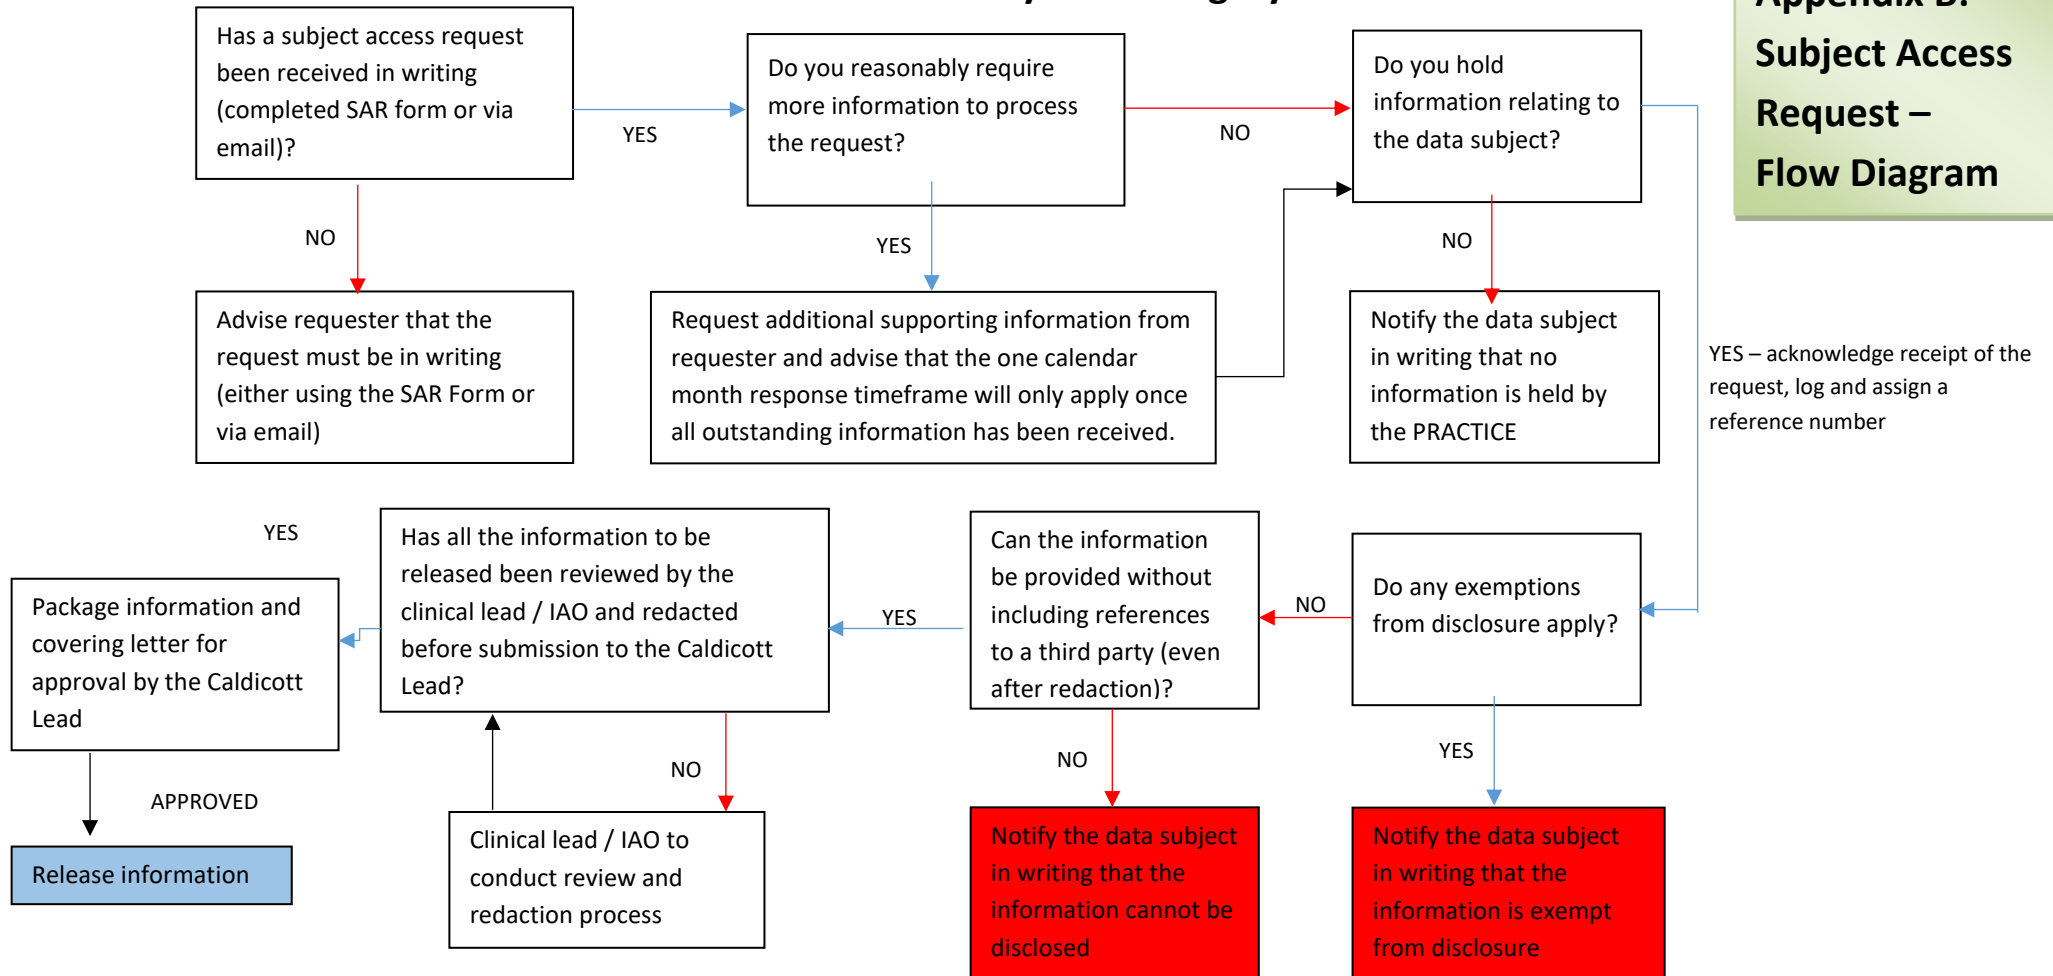 Appendix B:
Subject Access
Request –
Flow Diagram
Has a subject access request
been received in writing
(completed SAR form or via
email)?
YES
Do you reasonably require
more information to process
the request?
NO
Do you hold
information relating to
the data subject?
NO
YES
NO
Advise requester that the
request must be in writing
(either using the SAR Form or
via email)
Request additional supporting information from
requester and advise that the one calendar
month response timeframe will only apply once
all outstanding information has been received.
Notify the data subject
in writing that no
information is held by
the PRACTICE
YES – acknowledge receipt of the
request, log and assign a
reference number
YES
Has all the information to be
released been reviewed by the
clinical lead / IAO and redacted
before submission to the Caldicott
Lead?
YES
Can the information
be provided without
including references
to a third party (even
after redaction)?
NO
Do any exemptions
from disclosure apply?
Package information and
covering letter for
approval by the Caldicott
Lead
APPROVED
NO
NO
YES
Release information
Clinical lead / IAO to
conduct review and
redaction process
Notify the data subject
in writing that the
information cannot be
disclosed
Notify the data subject
in writing that the
information is exempt
from disclosure